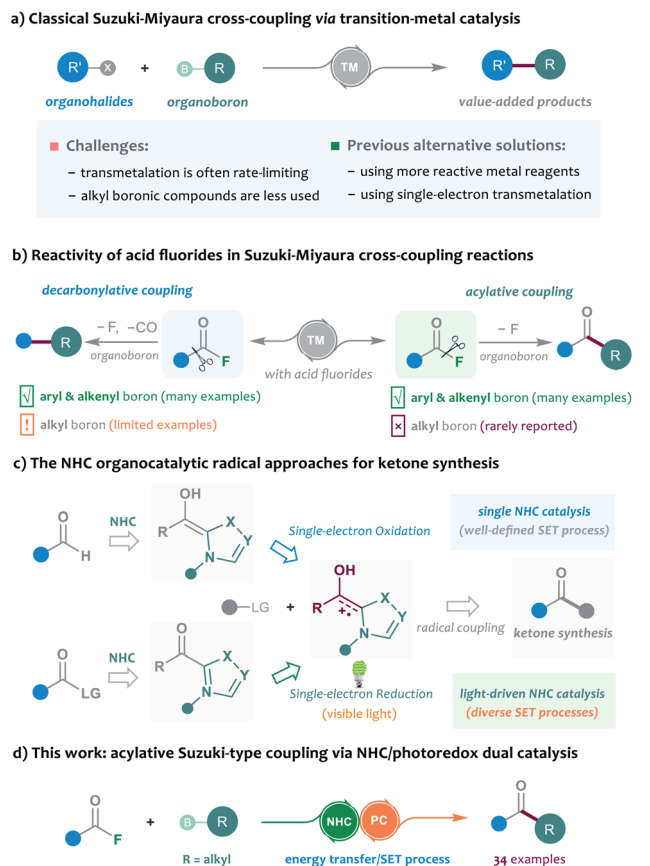 a) Classical Suzuki-Miyaura cross-coupling via transition-metal catalysis
R' X + B R TM R' R
organohalides organoboron value-added products
Challenges:
– transmetalation is often rate-limiting
– alkyl boronic compounds are less used
Previous alternative solutions:
– using more reactive metal reagents
– using single-electron transmetalation
b) Reactivity of acid fluorides in Suzuki-Miyaura cross-coupling reactions
decarbonylative coupling
acylative coupling
R
– F, –CO
organoboron
O
F
TM
with acid fluorides
O
F
– F
organoboron
O
R
√ aryl & alkenyl boron (many examples)
! alkyl boron (limited examples)
√ aryl & alkenyl boron (many examples)
× alkyl boron (rarely reported)
c) The NHC organocatalytic radical approaches for ketone synthesis
O
H
NHC
OH
R
X
Y
N
Single-electron Oxidation
single NHC catalysis
(well-defined SET process)
LG
+
OH
R
X
Y
N
+•
radical coupling
O
ketone synthesis
O
LG
NHC
O
R
X
Y
N
Single-electron Reduction
(visible light)
light-driven NHC catalysis
(diverse SET processes)
d) This work: acylative Suzuki-type coupling via NHC/photoredox dual catalysis
O
F
+
B R
R = alkyl
NHC PC
energy transfer/SET process
O
R
34 examples